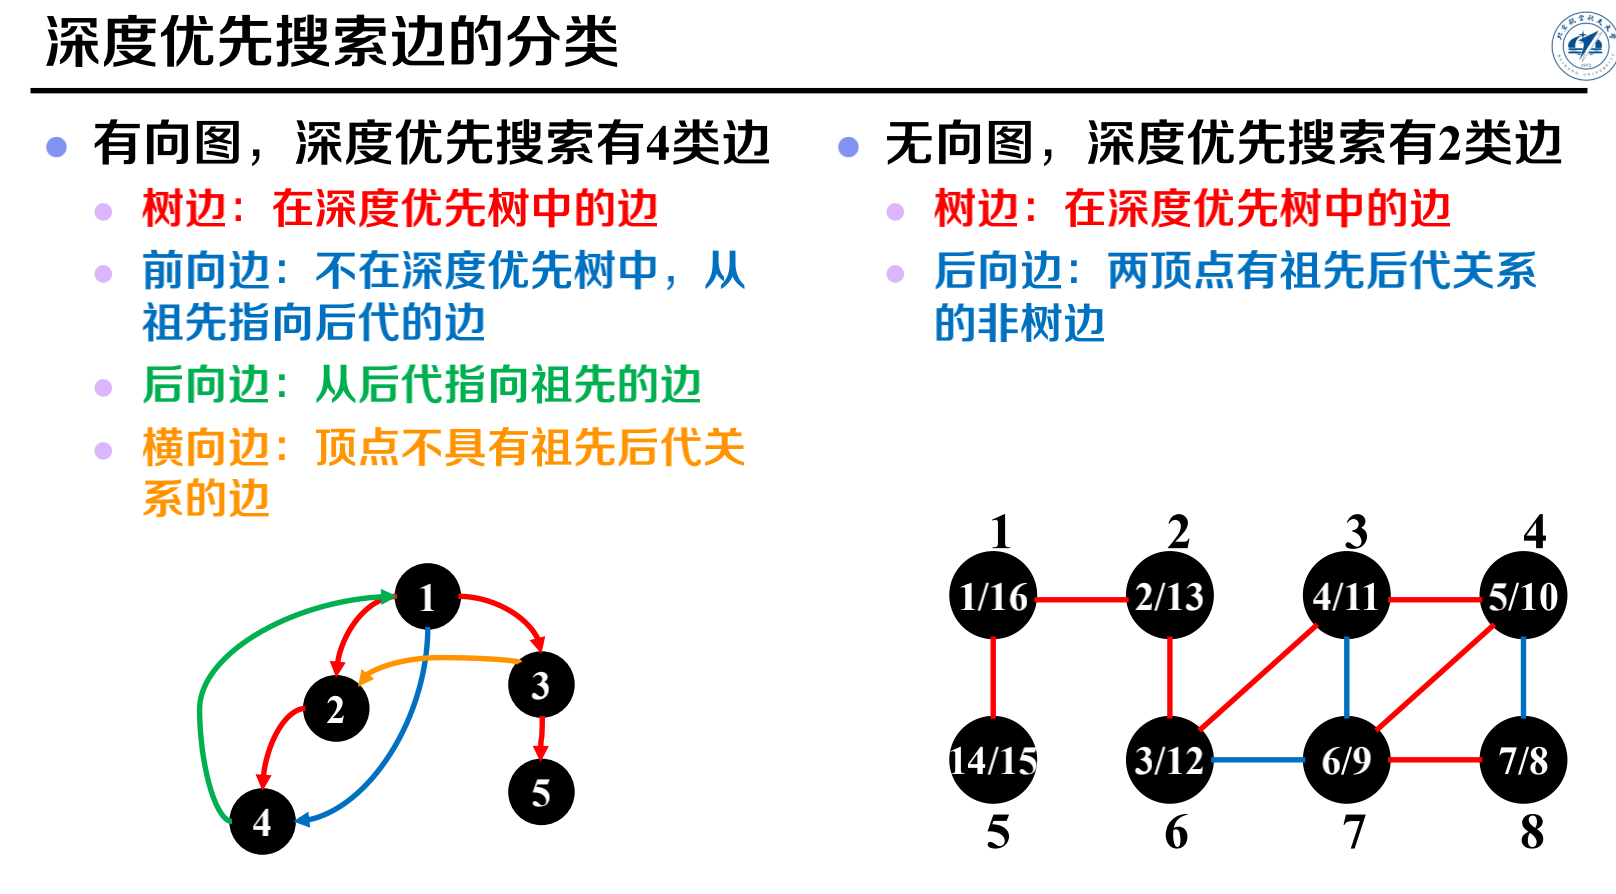 深度优先搜索边的分类
有向图，深度优先搜索有4类边
树边：在深度优先树中的边
前向边：不在深度优先树中，从
祖先指向后代的边
后向边：从后代指向祖先的边
横向边：顶点不具有祖先后代关
系的边
1
2
3
4
5
无向图，深度优先搜索有2类边
树边：在深度优先树中的边
后向边：两顶点有祖先后代关系
的非树边
1 2 3 4
1/16 2/13 4/11 5/10
14/15 3/12 6/9 7/8
5 6 7 8